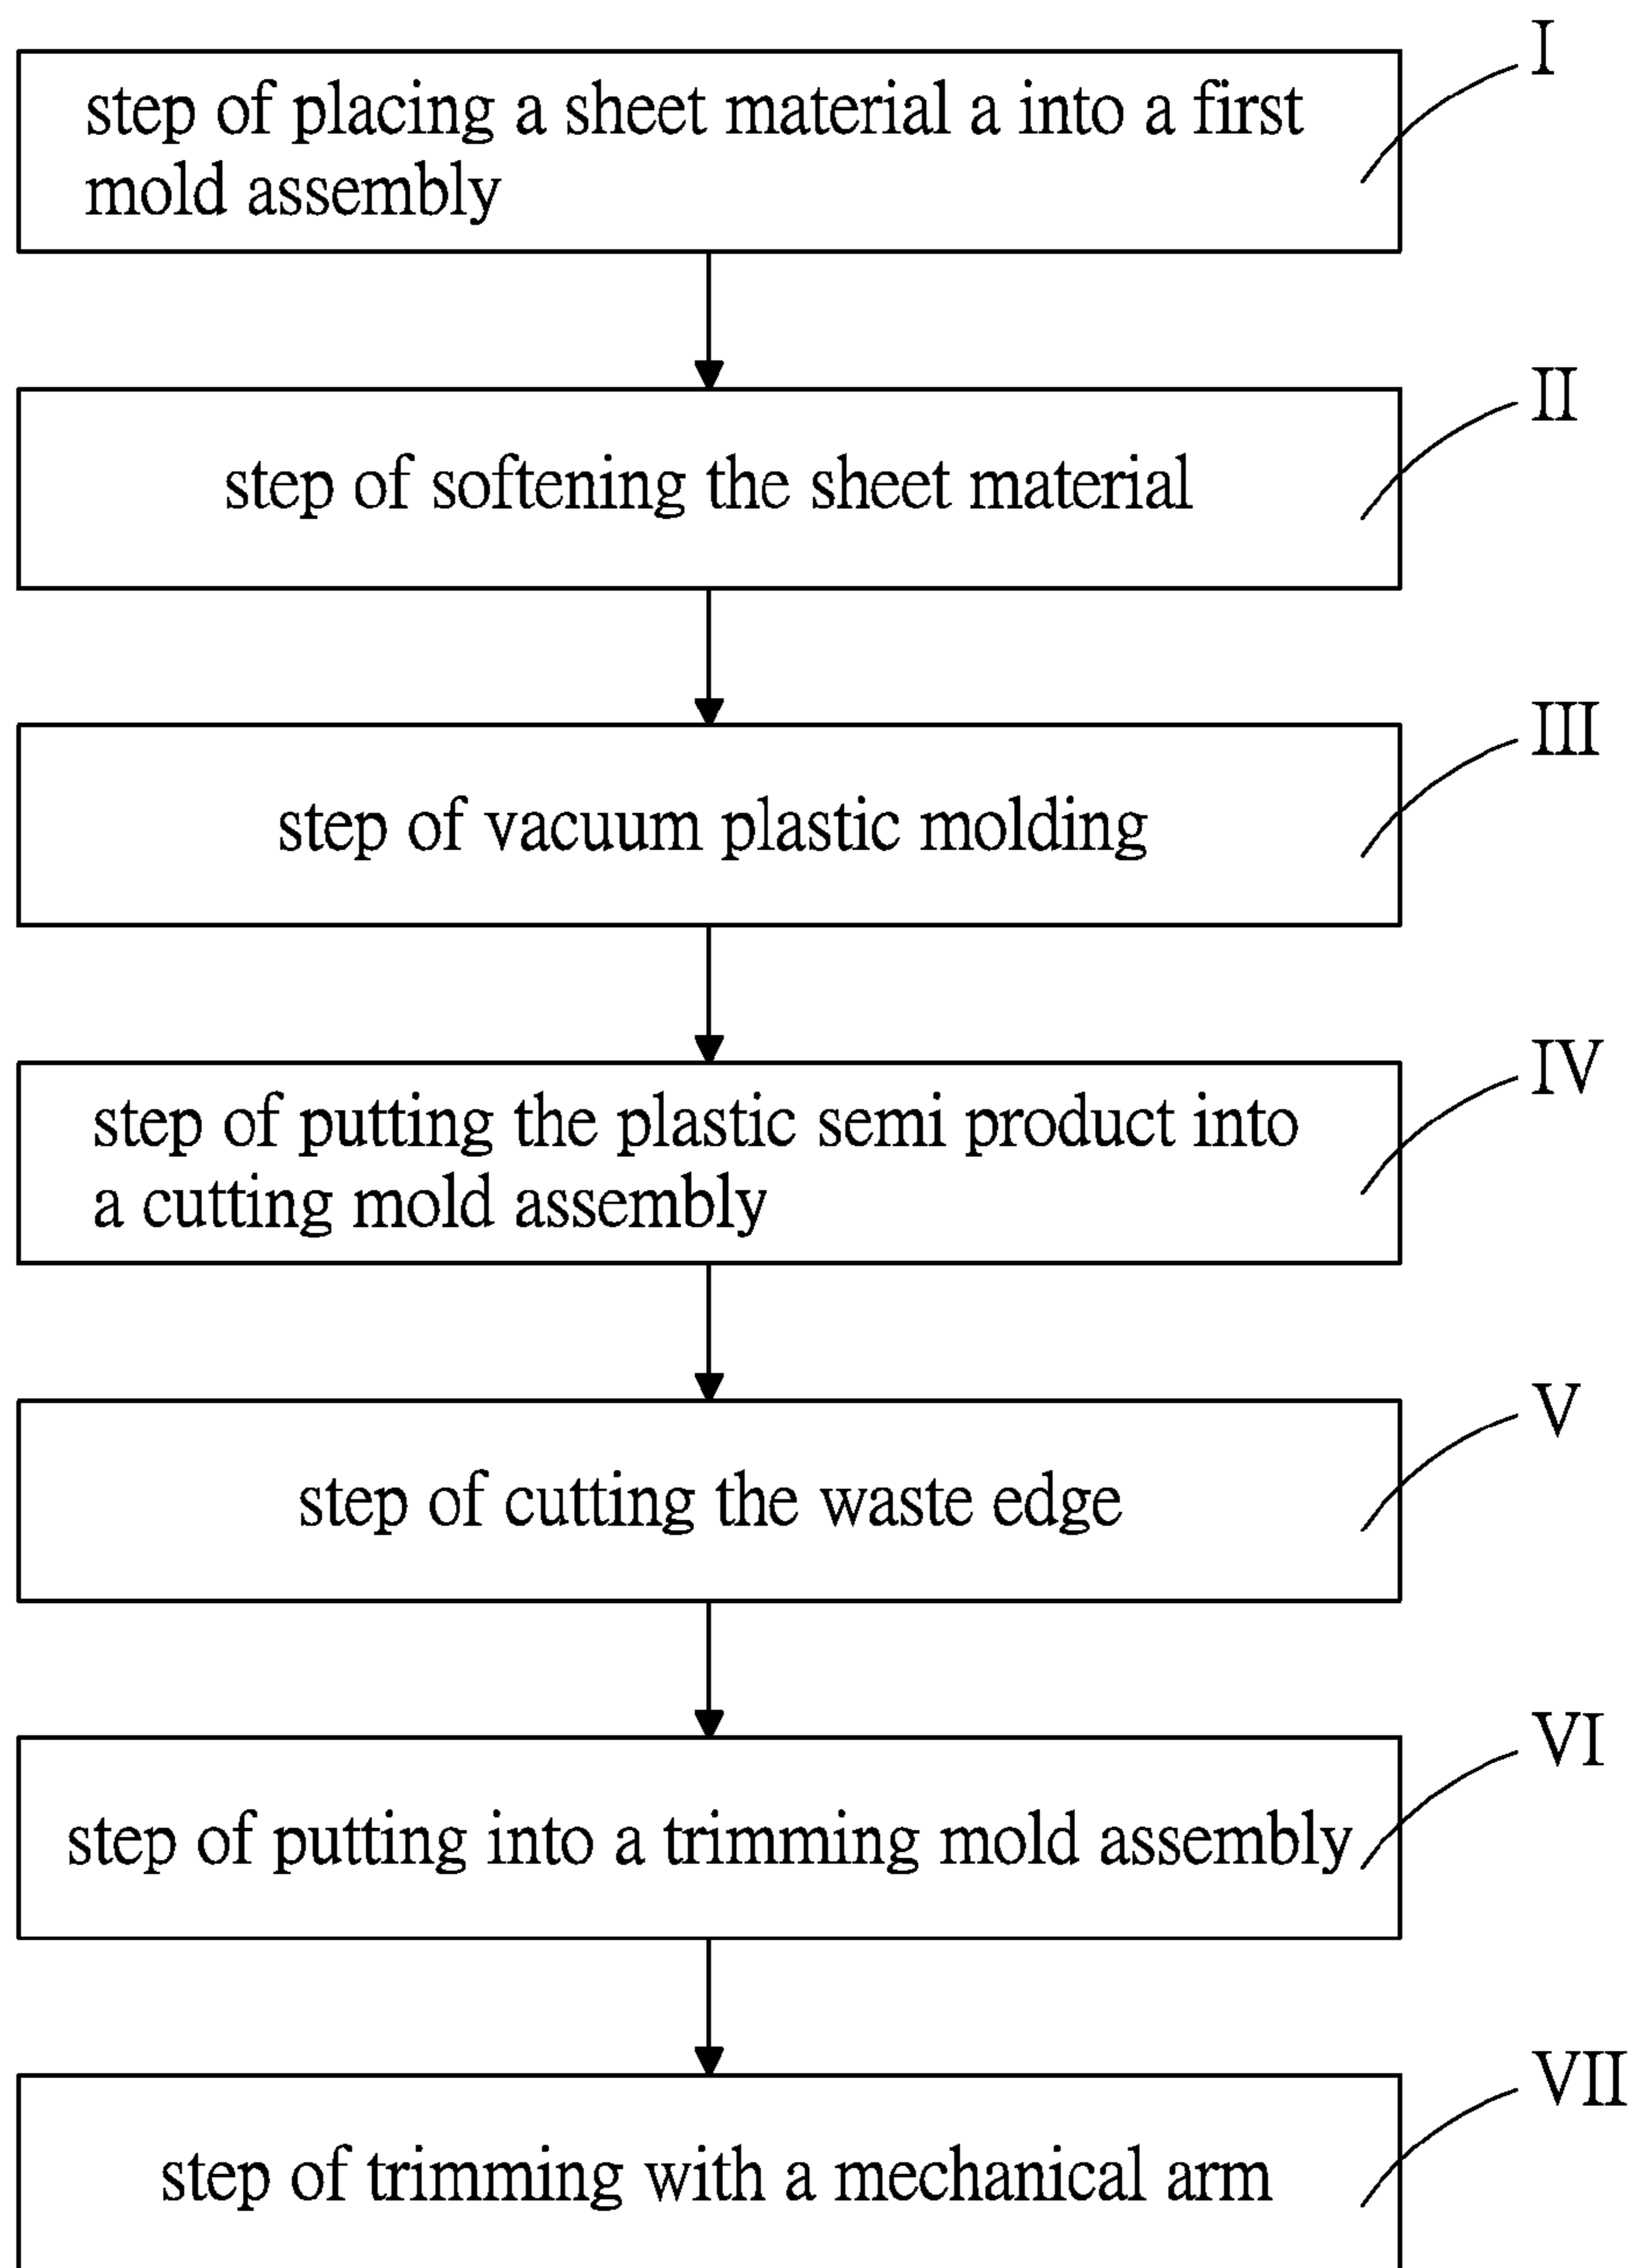 I
step of placing a sheet material a into a first
mold assembly
II
step of softening the sheet material
III
step of vacuum plastic molding
IV
step of putting the plastic semi product into
a cutting mold assembly
V
step of cutting the waste edge
VI
step of putting into a trimming mold assembly
VII
step of trimming with a mechanical arm